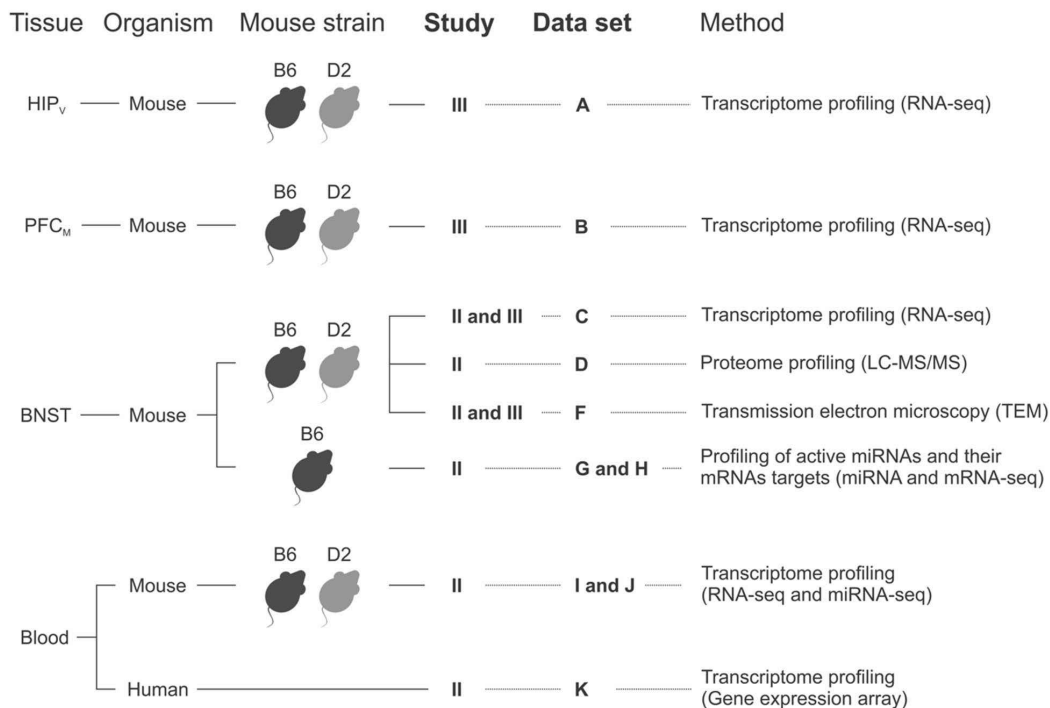 Tissue Organism Mouse strain Study Data set Method
B6 D2
HIPV Mouse III A Transcriptome profiling (RNA-seq)
B6 D2
PFCM Mouse III B Transcriptome profiling (RNA-seq)
II and III C Transcriptome profiling (RNA-seq)
B6 D2
II D Proteome profiling (LC-MS/MS)
BNST Mouse II and III F Transmission electron microscopy (TEM)
B6
II G and H Profiling of active miRNAs and their
mRNAs targets (miRNA and mRNA-seq)
B6 D2
Mouse II I and J Transcriptome profiling
(RNA-seq and miRNA-seq)
Blood
Human II K Transcriptome profiling
(Gene expression array)